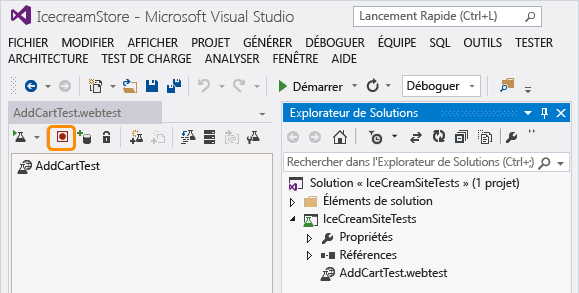 IcecreamStore - Microsoft Visual Studio
Lancement Rapide (Ctrl+L)
FICHIER MODIFIER AFFICHER PROJET GÉNÉRER DÉBOGUER ÉQUIPE SQL OUTILS TESTER
ARCHITECTURE TEST DE CHARGE ANALYSER FENÊTRE AIDE
Démarrer Déboguer
AddCartTest.webtest
AddCartTest
Explorateur de Solutions
Rechercher dans l'Explorateur de Solutions (Ctrl+;)
Solution « IceCreamSiteTests » (1 projet)
Éléments de solution
IceCreamSiteTests
Propriétés
Références
AddCartTest.webtest